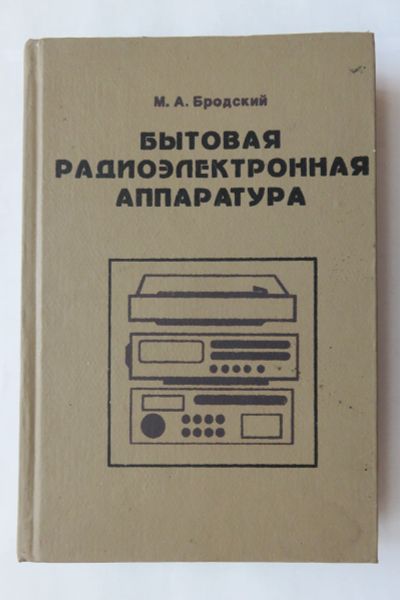 М. А. Бродский
БЫТОВАЯ
РАДИОЭЛЕКТРОННАЯ
АППАРАТУРА